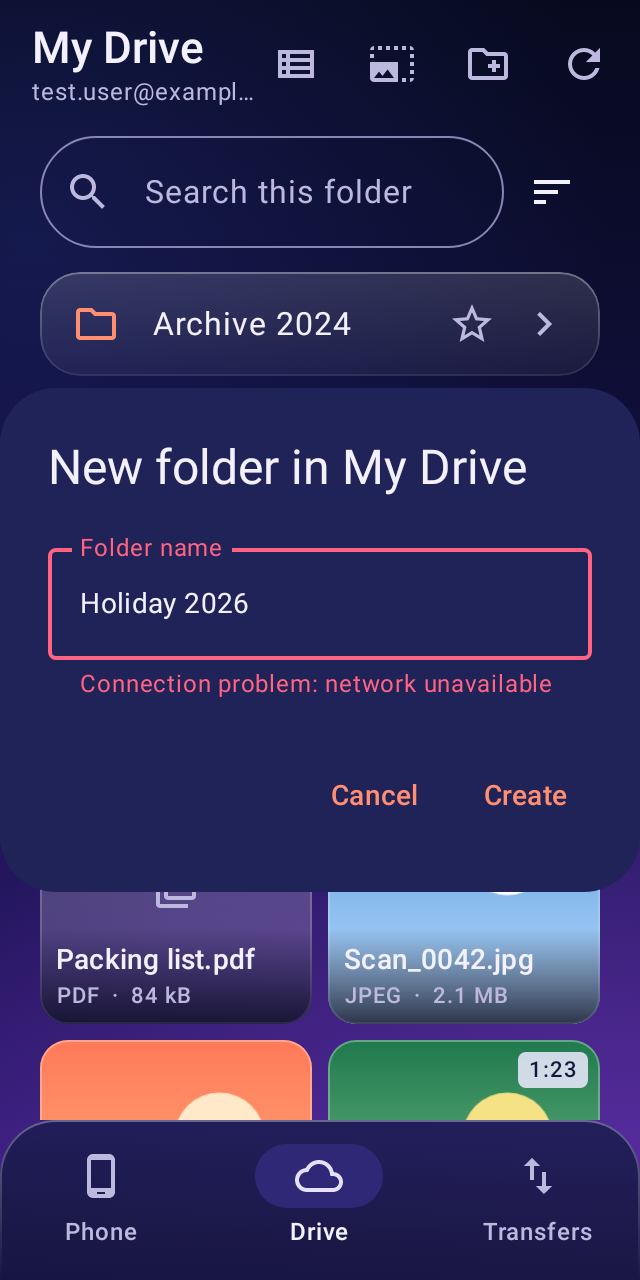 My Drive
test.user@exampl…
Search this folder
Archive 2024
New folder in My Drive
Folder name
Holiday 2026
Connection problem: network unavailable
Cancel
Create
Packing list.pdf
PDF · 84 kB
Scan_0042.jpg
JPEG · 2.1 MB
1:23
Phone
Drive
Transfers